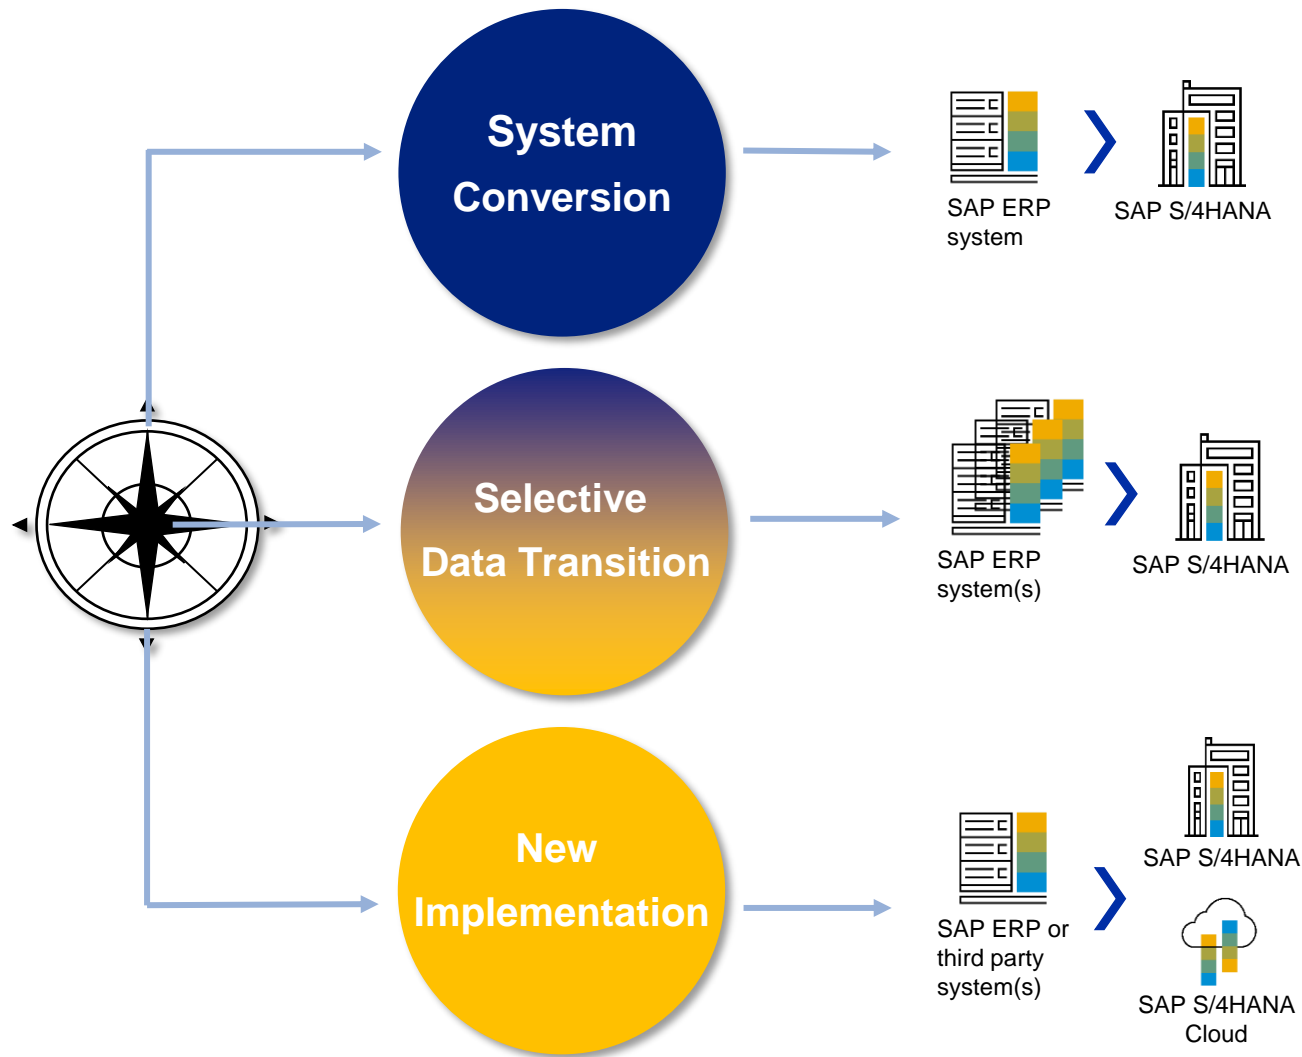 System
Conversion
SAP ERP
system
SAP S/4HANA
Selective
Data Transition
SAP ERP
system(s)
SAP S/4HANA
New
Implementation
SAP ERP or
third party
system(s)
SAP S/4HANA
SAP S/4HANA
Cloud